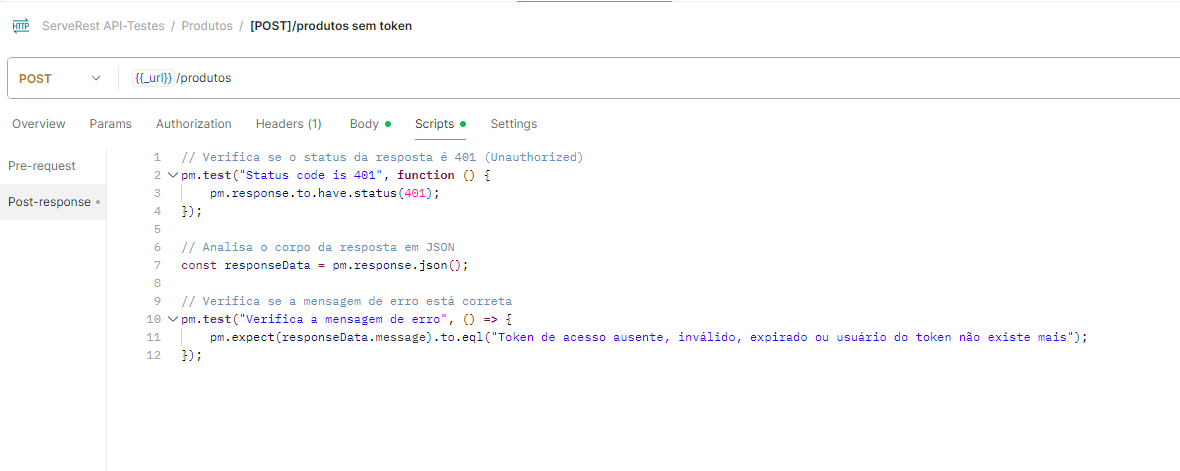 HTTP ServeRest API-Testes / Produtos / [POST]/produtos sem token
POST {{_url}}/produtos
Overview Params Authorization Headers (1) Body Scripts Settings
Pre-request
Post-response
1 // Verifica se o status da resposta é 401 (Unauthorized)
2 pm.test("Status code is 401", function () {
3 pm.response.to.have.status(401);
4 });
5
6 // Analisa o corpo da resposta em JSON
7 const responseData = pm.response.json();
8
9 // Verifica se a mensagem de erro está correta
10 pm.test("Verifica a mensagem de erro", () => {
11 pm.expect(responseData.message).to.eql("Token de acesso ausente, inválido, expirado ou usuário do token não existe mais");
12 });